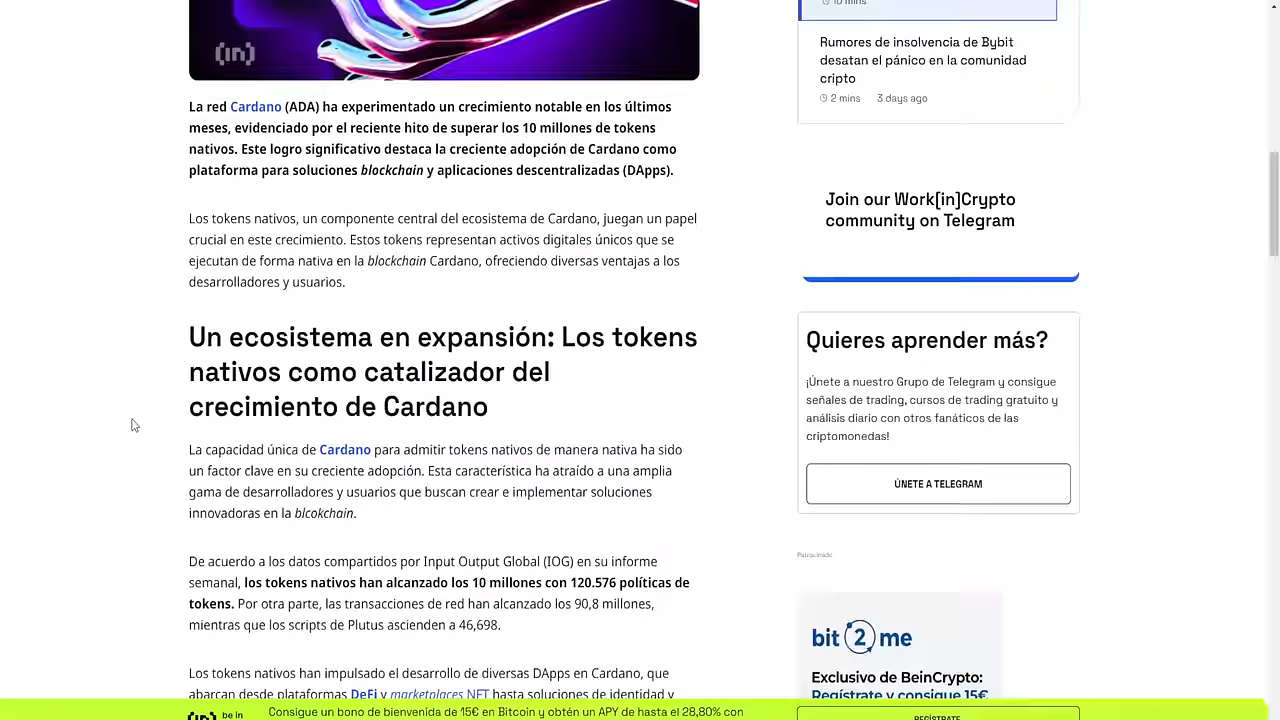 (in)
La red Cardano (ADA) ha experimentado un crecimiento notable en los últimos
meses, evidenciado por el reciente hito de superar los 10 millones de tokens
nativos. Este logro significativo destaca la creciente adopción de Cardano como
plataforma para soluciones blockchain y aplicaciones descentralizadas (DApps).
Los tokens nativos, un componente central del ecosistema de Cardano, juegan un papel
crucial en este crecimiento. Estos tokens representan activos digitales únicos que se
ejecutan de forma nativa en la blockchain Cardano, ofreciendo diversas ventajas a los
desarrolladores y usuarios.
Un ecosistema en expansión: Los tokens
nativos como catalizador del
crecimiento de Cardano
La capacidad única de Cardano para admitir tokens nativos de manera nativa ha sido
un factor clave en su creciente adopción. Esta característica ha atraído a una amplia
gama de desarrolladores y usuarios que buscan crear e implementar soluciones
innovadoras en la blcokchain.
De acuerdo a los datos compartidos por Input Output Global (IOG) en su informe
semanal, los tokens nativos han alcanzado los 10 millones con 120.576 políticas de
tokens. Por otra parte, las transacciones de red han alcanzado los 90,8 millones,
mientras que los scripts de Plutus ascienden a 46,698.
Los tokens nativos han impulsado el desarrollo de diversas DApps en Cardano, que
abarcan desde plataformas DeFi y marketplaces NFT hasta soluciones de identidad y
10 mins
Rumores de insolvencia de Bybit
desatan el pánico en la comunidad
cripto
2 mins 3 days ago
Join our Work[in]Crypto
community on Telegram
Quieres aprender más?
¡Únete a nuestro Grupo de Telegram y consigue
señales de trading, cursos de trading gratuito y
análisis diario con otros fanáticos de las
criptomonedas!
ÚNETE A TELEGRAM
Patrocinado
bit2me
Exclusivo de BeInCrypto:
Regístrate y consigue 15€
be in
Consigue un bono de bienvenida de 15€ en Bitcoin y obtén un APY de hasta el 28,80% con
REGÍSTRATE